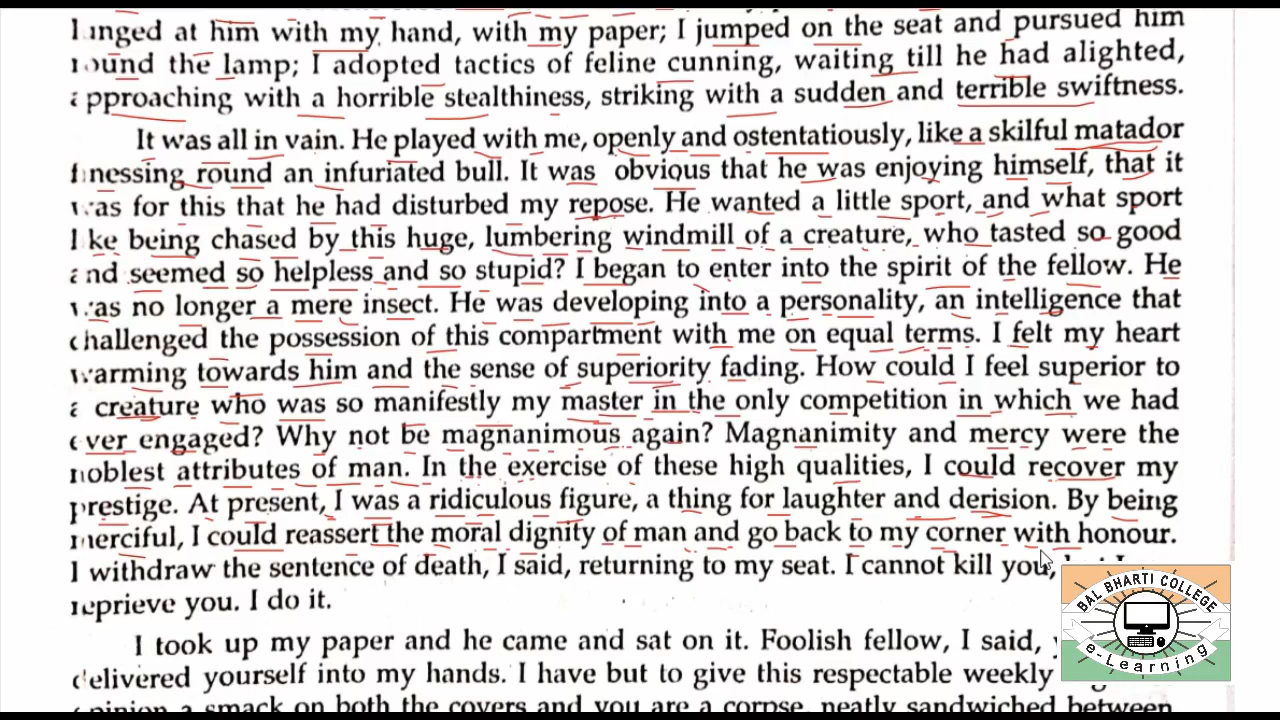 lunged at him with my hand, with my paper; I jumped on the seat and pursued him
round the lamp; I adopted tactics of feline cunning, waiting till he had alighted,
approaching with a horrible stealthiness, striking with a sudden and terrible swiftness.
It was all in vain. He played with me, openly and ostentatiously, like a skilful matador
finessing round an infuriated bull. It was obvious that he was enjoying himself, that it
was for this that he had disturbed my repose. He wanted a little sport, and what sport
like being chased by this huge, lumbering windmill of a creature, who tasted so good
and seemed so helpless and so stupid? I began to enter into the spirit of the fellow. He
was no longer a mere insect. He was developing into a personality, an intelligence that
challenged the possession of this compartment with me on equal terms. I felt my heart
warming towards him and the sense of superiority fading. How could I feel superior to
a creature who was so manifestly my master in the only competition in which we had
ever engaged? Why not be magnanimous again? Magnanimity and mercy were the
noblest attributes of man. In the exercise of these high qualities, I could recover my
prestige. At present, I was a ridiculous figure, a thing for laughter and derision. By being
merciful, I could reassert the moral dignity of man and go back to my corner with honour.
I withdraw the sentence of death, I said, returning to my seat. I cannot kill you,
reprieve you. I do it.
I took up my paper and he came and sat on it. Foolish fellow, I said,
delivered yourself into my hands. I have but to give this respectable weekly
opinion a smack on both the covers and you are a corpse, neatly sandwiched between
BAL BHARTI COLLEGE
e-Learning